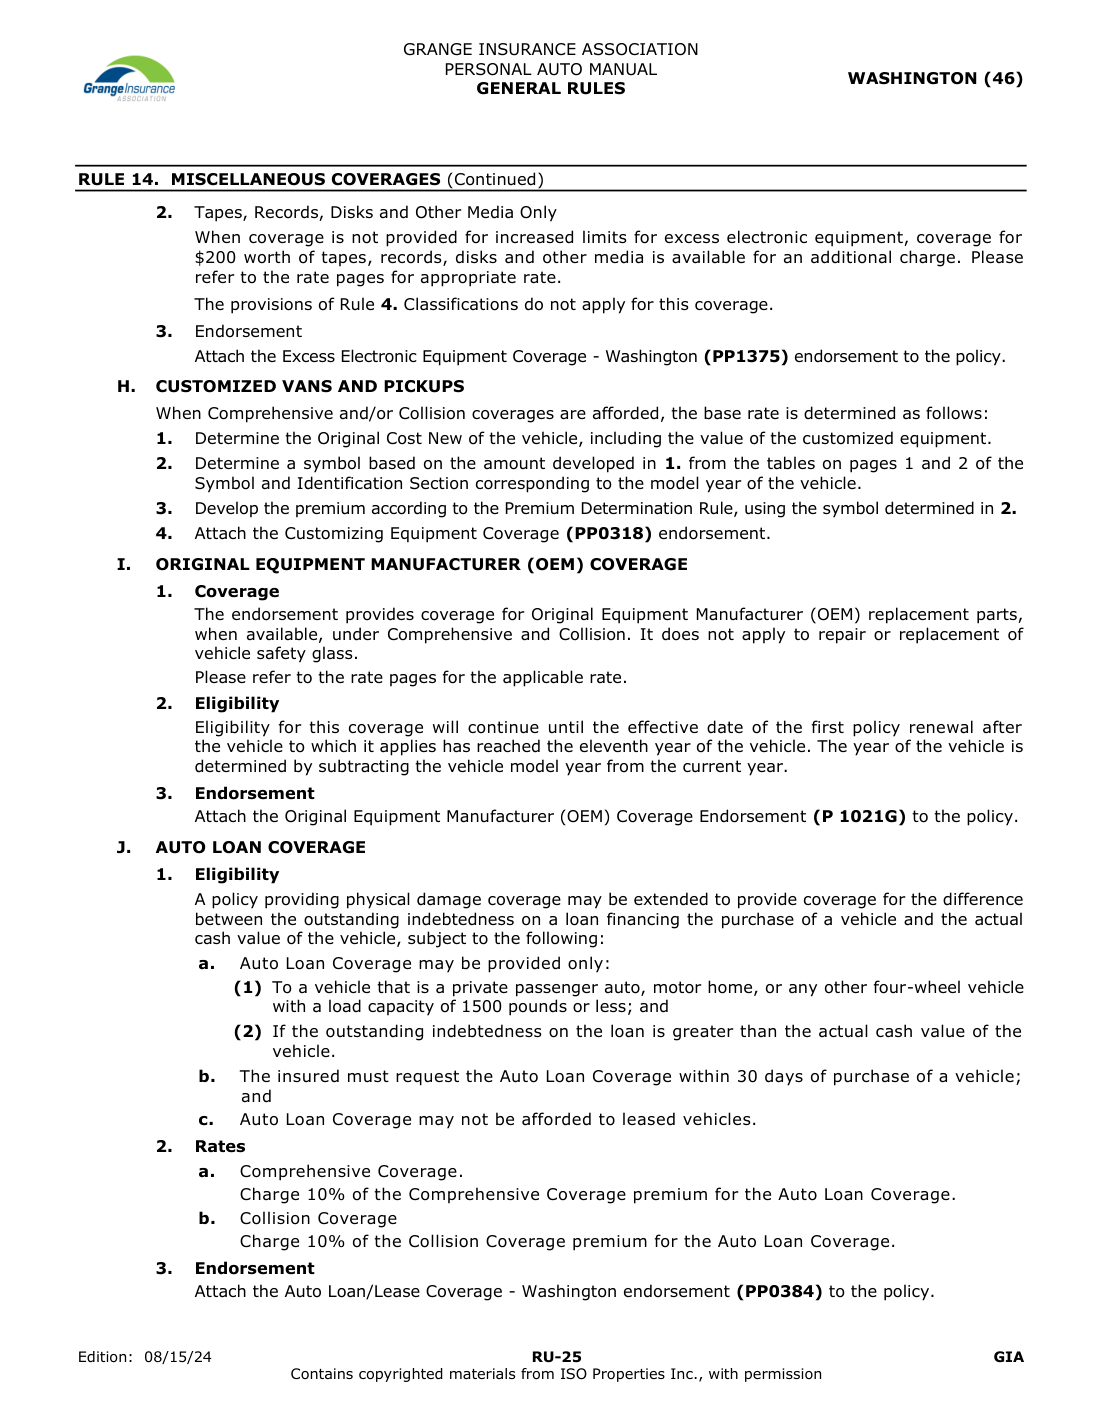 GRANGE INSURANCE ASSOCIATION
PERSONAL AUTO MANUAL
GENERAL RULES
WASHINGTON (46)
GrangeInsurance
ASSOCIATION
RULE 14. MISCELLANEOUS COVERAGES (Continued)
2. Tapes, Records, Disks and Other Media Only
When coverage is not provided for increased limits for excess electronic equipment, coverage for
$200 worth of tapes, records, disks and other media is available for an additional charge. Please
refer to the rate pages for appropriate rate.
The provisions of Rule 4. Classifications do not apply for this coverage.
3. Endorsement
Attach the Excess Electronic Equipment Coverage - Washington (PP1375) endorsement to the policy.
H. CUSTOMIZED VANS AND PICKUPS
When Comprehensive and/or Collision coverages are afforded, the base rate is determined as follows:
1. Determine the Original Cost New of the vehicle, including the value of the customized equipment.
2. Determine a symbol based on the amount developed in 1. from the tables on pages 1 and 2 of the
Symbol and Identification Section corresponding to the model year of the vehicle.
3. Develop the premium according to the Premium Determination Rule, using the symbol determined in 2.
4. Attach the Customizing Equipment Coverage (PP0318) endorsement.
I. ORIGINAL EQUIPMENT MANUFACTURER (OEM) COVERAGE
1. Coverage
The endorsement provides coverage for Original Equipment Manufacturer (OEM) replacement parts,
when available, under Comprehensive and Collision. It does not apply to repair or replacement of
vehicle safety glass.
Please refer to the rate pages for the applicable rate.
2. Eligibility
Eligibility for this coverage will continue until the effective date of the first policy renewal after
the vehicle to which it applies has reached the eleventh year of the vehicle. The year of the vehicle is
determined by subtracting the vehicle model year from the current year.
3. Endorsement
Attach the Original Equipment Manufacturer (OEM) Coverage Endorsement (P 1021G) to the policy.
J. AUTO LOAN COVERAGE
1. Eligibility
A policy providing physical damage coverage may be extended to provide coverage for the difference
between the outstanding indebtedness on a loan financing the purchase of a vehicle and the actual
cash value of the vehicle, subject to the following:
a. Auto Loan Coverage may be provided only:
(1) To a vehicle that is a private passenger auto, motor home, or any other four-wheel vehicle
with a load capacity of 1500 pounds or less; and
(2) If the outstanding indebtedness on the loan is greater than the actual cash value of the
vehicle.
b. The insured must request the Auto Loan Coverage within 30 days of purchase of a vehicle;
and
c. Auto Loan Coverage may not be afforded to leased vehicles.
2. Rates
a. Comprehensive Coverage.
Charge 10% of the Comprehensive Coverage premium for the Auto Loan Coverage.
b. Collision Coverage
Charge 10% of the Collision Coverage premium for the Auto Loan Coverage.
3. Endorsement
Attach the Auto Loan/Lease Coverage - Washington endorsement (PP0384) to the policy.
Edition: 08/15/24 RU-25 GIA
Contains copyrighted materials from ISO Properties Inc., with permission